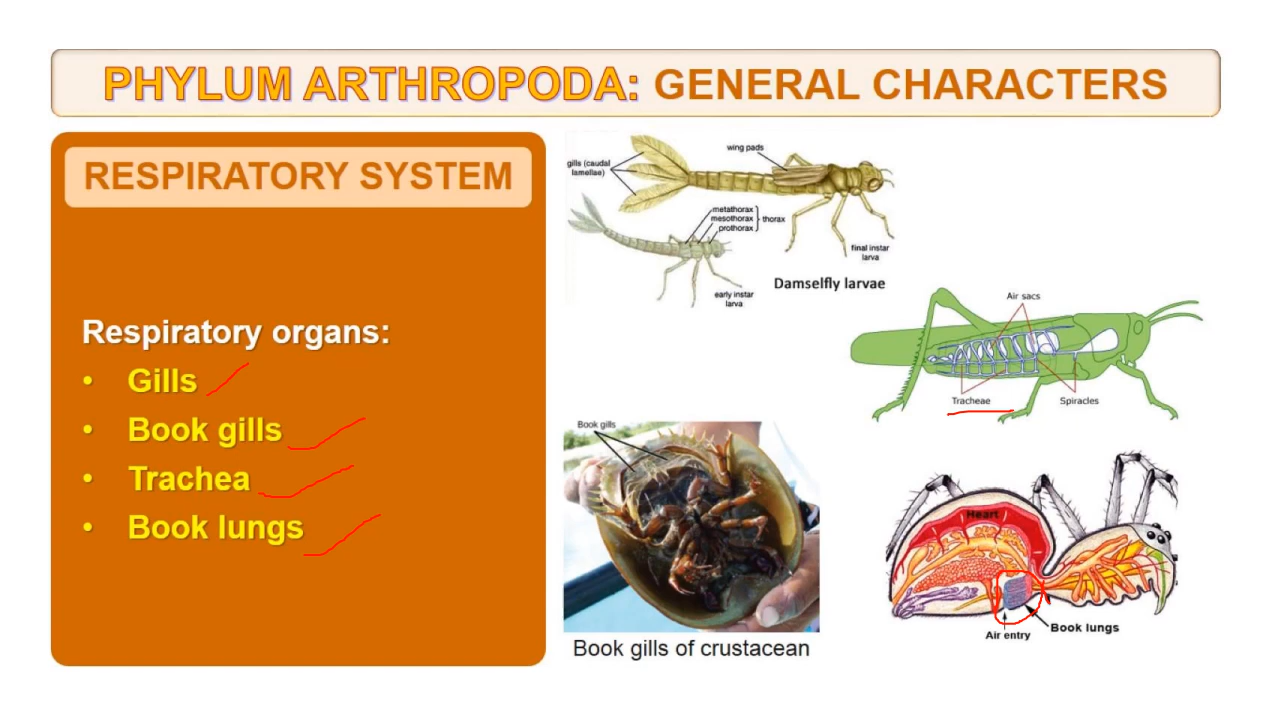 PHYLUM ARTHROPODA: GENERAL CHARACTERS
RESPIRATORY SYSTEM
Respiratory organs:
• Gills
• Book gills
• Trachea
• Book lungs
gills (caudal
lamellae)
wing pads
metathorax
mesothorax
prothorax
thorax
final instar
larva
early instar
larva
Damselfly larvae
Air sacs
Tracheae
Spiracles
Book gills
Book gills of crustacean
Heart
Air entry
Book lungs